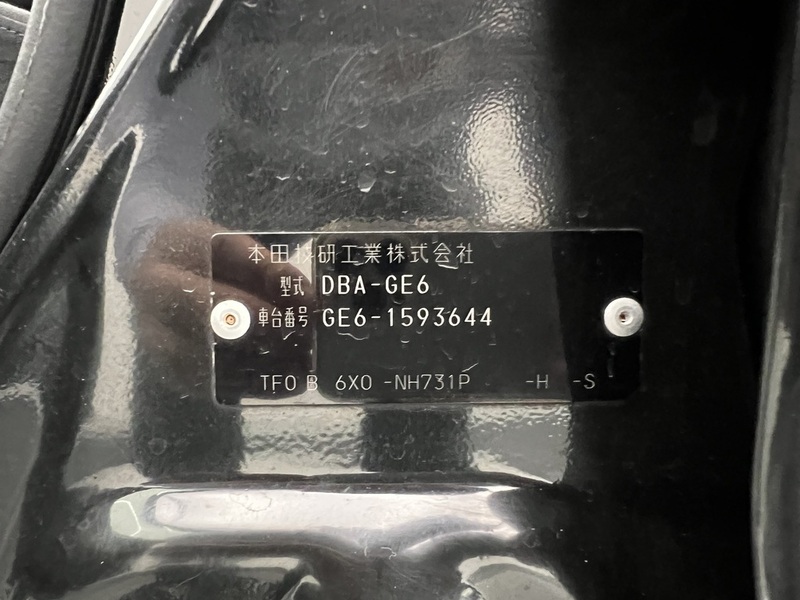 本田技研工業株式会社
型式 DBA-GE6
車台番号 GE6-1593644
TF0 B 6X0 -NH731P -H -S